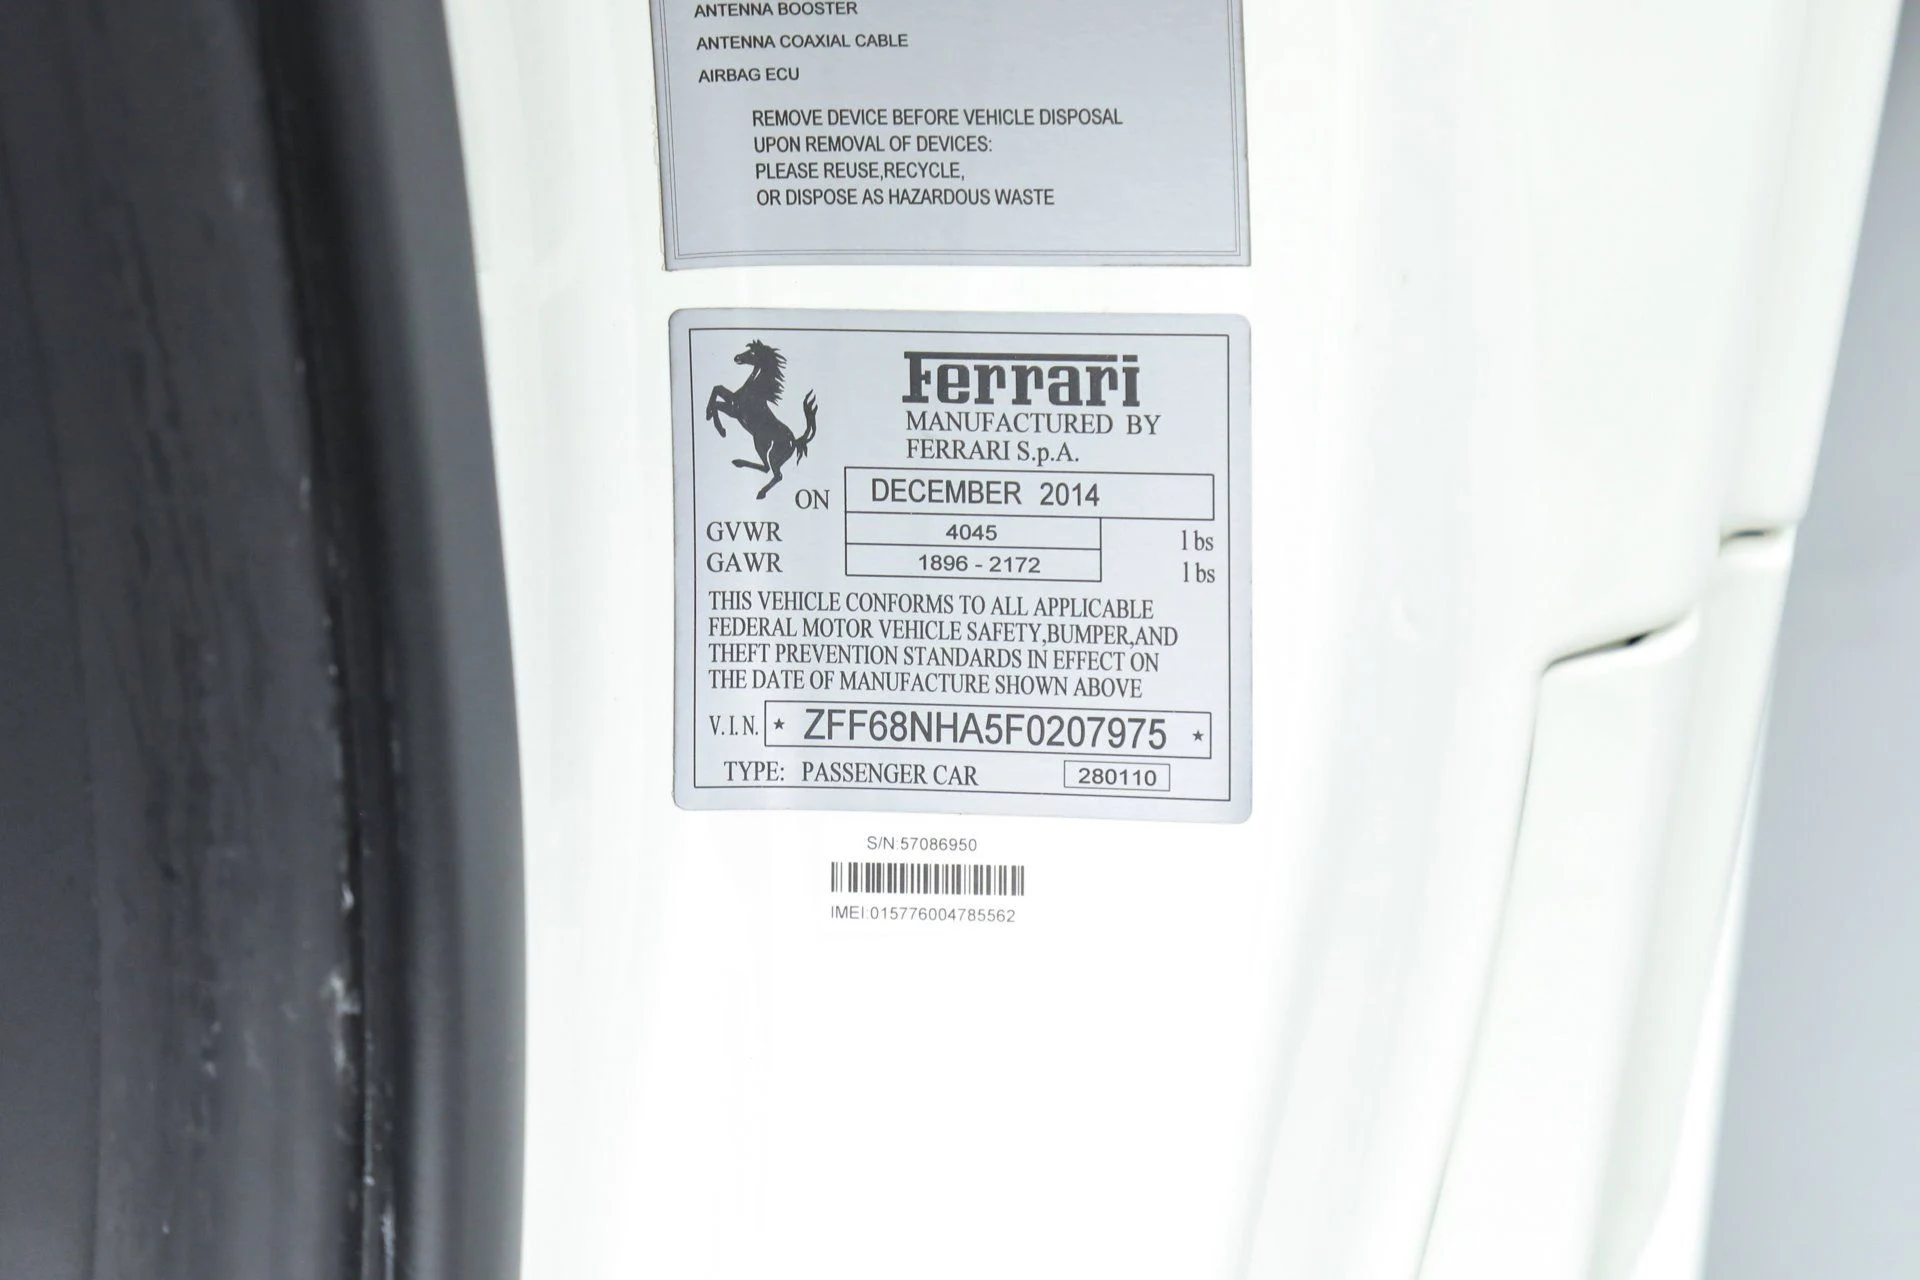 ANTENNA BOOSTER
ANTENNA COAXIAL CABLE
AIRBAG ECU
REMOVE DEVICE BEFORE VEHICLE DISPOSAL
UPON REMOVAL OF DEVICES:
PLEASE REUSE,RECYCLE,
OR DISPOSE AS HAZARDOUS WASTE
Ferrari
MANUFACTURED BY
FERRARI S.p.A.
ON DECEMBER 2014
GVWR 4045 lbs
GAWR 1896 - 2172 lbs
THIS VEHICLE CONFORMS TO ALL APPLICABLE
FEDERAL MOTOR VEHICLE SAFETY,BUMPER,AND
THEFT PREVENTION STANDARDS IN EFFECT ON
THE DATE OF MANUFACTURE SHOWN ABOVE
V.I.N. * ZFF68NHA5F0207975 *
TYPE: PASSENGER CAR 280110
S/N:57086950
IMEI:015776004785562